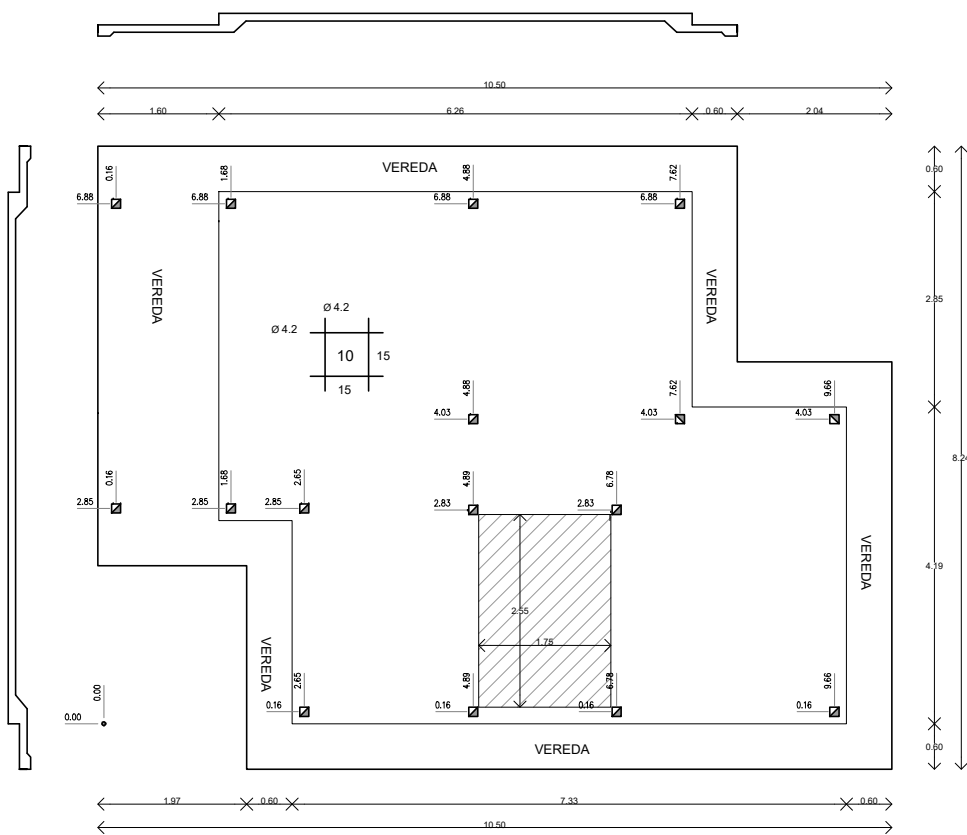 10.50
1.60 6.26 0.60 2.04
VEREDA
0.16 1.68 4.88 7.62
6.88 6.88 6.88 6.88
0.60
VEREDA
VEREDA
2.85
Ø 4.2
Ø 4.2
10 15
15
4.88 7.62 9.66
4.03 4.03 4.03
8.24
0.16 1.68 2.65 4.89 6.78
2.85 2.85 2.85 2.83 2.83
VEREDA
4.19
2.55
1.75
VEREDA
2.65 4.89 6.78 9.66
0.16 0.16 0.16 0.16
0.00
0.00
VEREDA
0.60
1.97 0.60 7.33 0.60
10.50